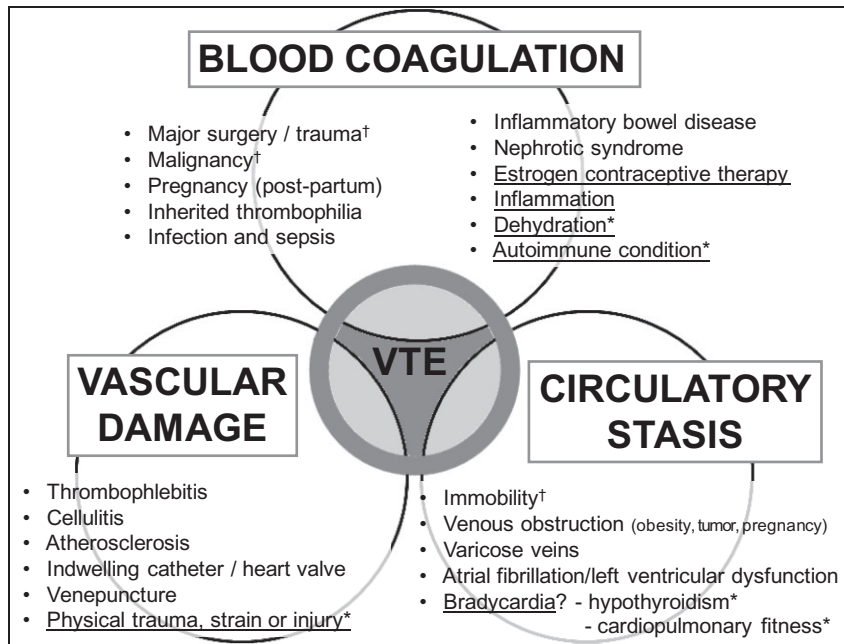 BLOOD COAGULATION
• Major surgery / trauma†
• Malignancy†
• Pregnancy (post-partum)
• Inherited thrombophilia
• Infection and sepsis
• Inflammatory bowel disease
• Nephrotic syndrome
• Estrogen contraceptive therapy
• Inflammation
• Dehydration*
• Autoimmune condition*
VTE
VASCULAR
DAMAGE
• Thrombophlebitis
• Cellulitis
• Atherosclerosis
• Indwelling catheter / heart valve
• Venepuncture
• Physical trauma, strain or injury*
CIRCULATORY
STASIS
• Immobility†
• Venous obstruction (obesity, tumor, pregnancy)
• Varicose veins
• Atrial fibrillation/left ventricular dysfunction
• Bradycardia? - hypothyroidism*
- cardiopulmonary fitness*